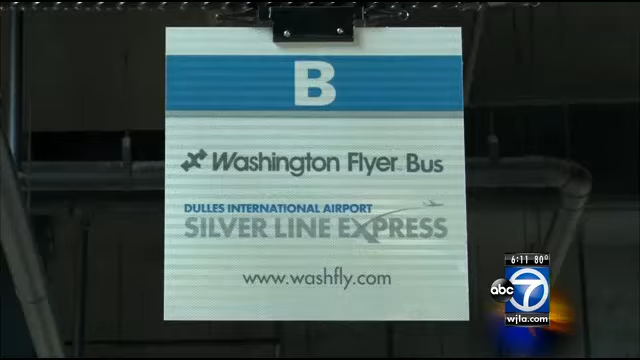 B
Washington Flyer Bus
DULLES INTERNATIONAL AIRPORT
SILVER LINE EXPRESS
www.washfly.com
6:11 80°
abc 7
wjla.com